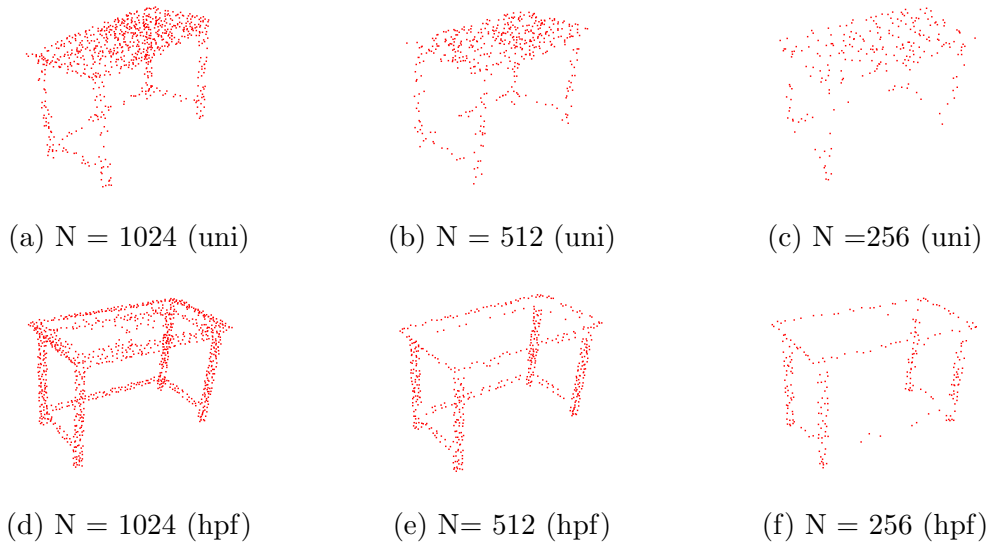 (a) N = 1024 (uni)
(b) N = 512 (uni)
(c) N =256 (uni)
(d) N = 1024 (hpf)
(e) N= 512 (hpf)
(f) N = 256 (hpf)